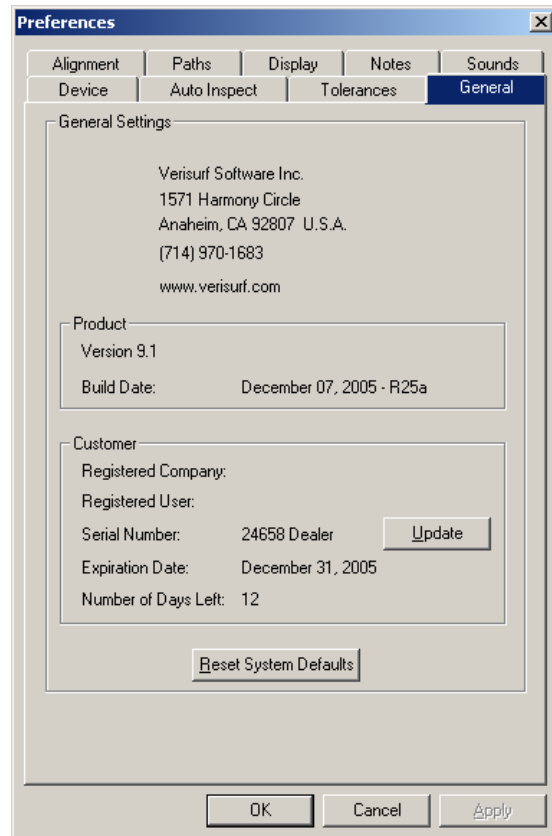 Preferences
Alignment Paths Display Notes Sounds
Device Auto Inspect Tolerances General
General Settings
Verisurf Software Inc.
1571 Harmony Circle
Anaheim, CA 92807 U.S.A.
(714) 970-1683
www.verisurf.com
Product
Version 9.1
Build Date: December 07, 2005 - R25a
Customer
Registered Company:
Registered User:
Serial Number: 24658 Dealer Update
Expiration Date: December 31, 2005
Number of Days Left: 12
Reset System Defaults
OK Cancel Apply